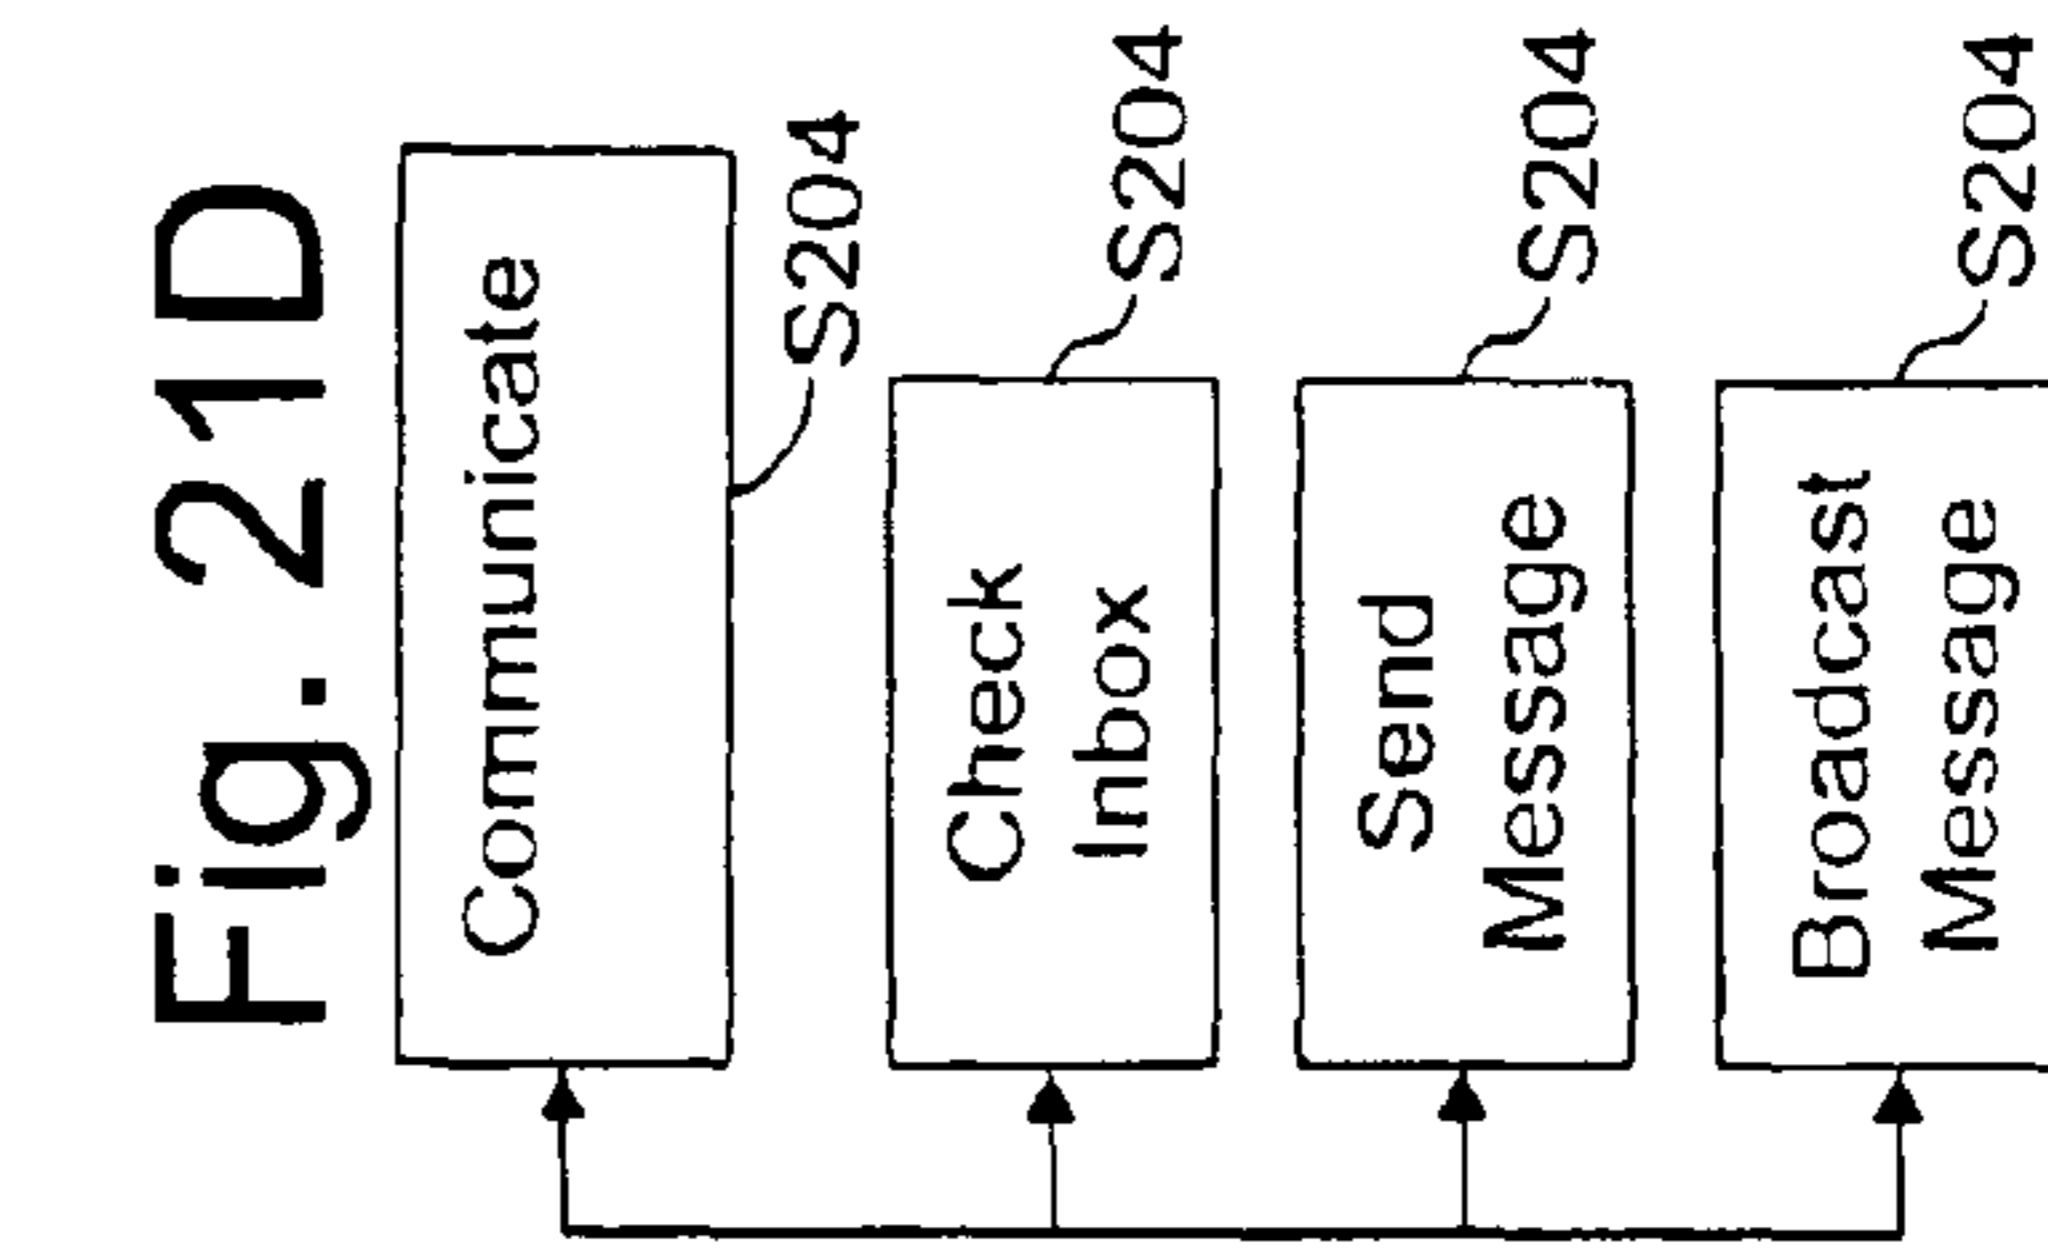 Fig. 21D
Communicate
S204
Check
Inbox
S204
Send
Message
S204
Broadcast
Message
S204